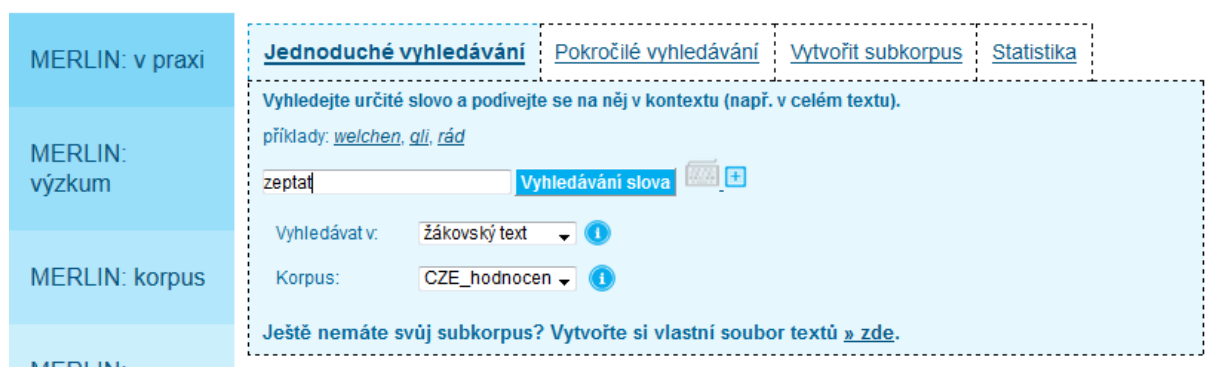 MERLIN: v praxi
MERLIN:
výzkum
MERLIN: korpus
Jednoduché vyhledávání
Pokročilé vyhledávání
Vytvořit subkorpus
Statistika
Vyhledejte určité slovo a podívejte se na něj v kontextu (např. v celém textu).
příklady: welchen, gli, rád
zeptat
Vyhledávání slova
Vyhledávat v: žákovský text
Korpus: CZE_hodnocen
Ještě nemáte svůj subkorpus? Vytvořte si vlastní soubor textů » zde.